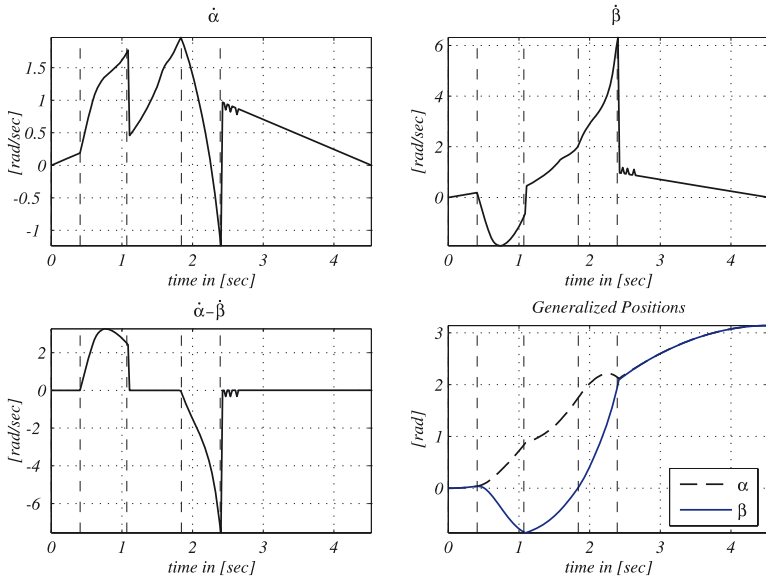 α̇
[rad/sec]
1.5
1
0.5
0
-0.5
-1
0 1 2 3 4
time in [sec]
β̇
[rad/sec]
6
4
2
0
0 1 2 3 4
time in [sec]
α̇-β̇
[rad/sec]
2
0
-2
-4
-6
0 1 2 3 4
time in [sec]
Generalized Positions
[rad]
3
2
1
0
α
β
0 1 2 3 4
time in [sec]